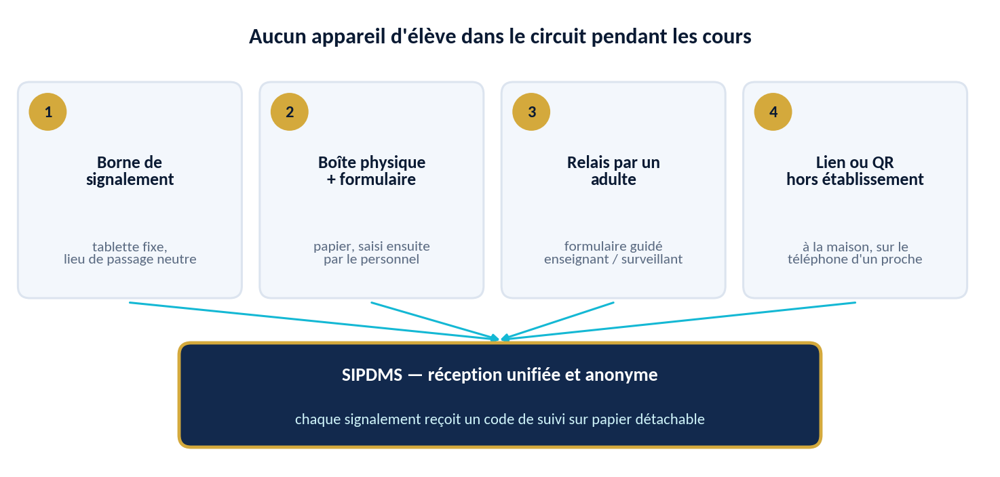 Aucun appareil d'élève dans le circuit pendant les cours
1
Borne de
signalement
tablette fixe,
lieu de passage neutre
2
Boîte physique
+ formulaire
papier, saisi ensuite
par le personnel
3
Relais par un
adulte
formulaire guidé
enseignant / surveillant
4
Lien ou QR
hors établissement
à la maison, sur le
téléphone d'un proche
SIPDMS — réception unifiée et anonyme
chaque signalement reçoit un code de suivi sur papier détachable